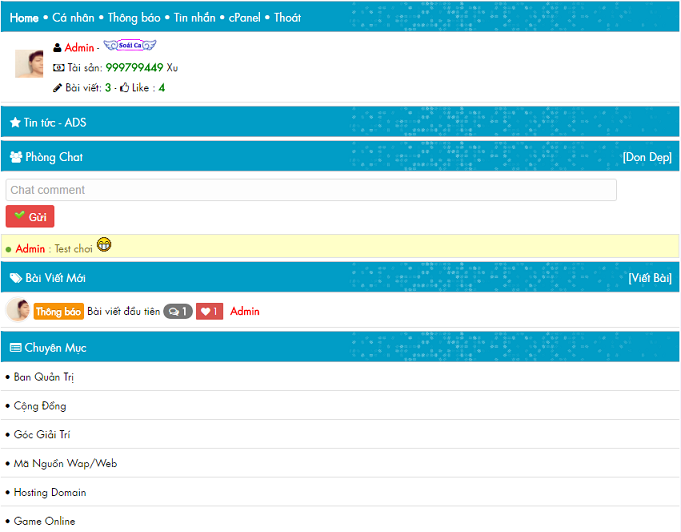 Home • Cá nhân • Thông báo • Tin nhắn • cPanel • Thoát
Admin - Soái Ca
Tài sản: 999799449 Xu
Bài viết: 3 - Like : 4
Tin tức - ADS
Phòng Chat [Dọn Dẹp]
Chat comment
Gửi
Admin : Test chơi
Bài Viết Mới [Viết Bài]
Thông báo Bài viết đầu tiên 1 1 Admin
Chuyên Mục
• Ban Quản Trị
• Cộng Đồng
• Góc Giải Trí
• Mã Nguồn Wap/Web
• Hosting Domain
• Game Online